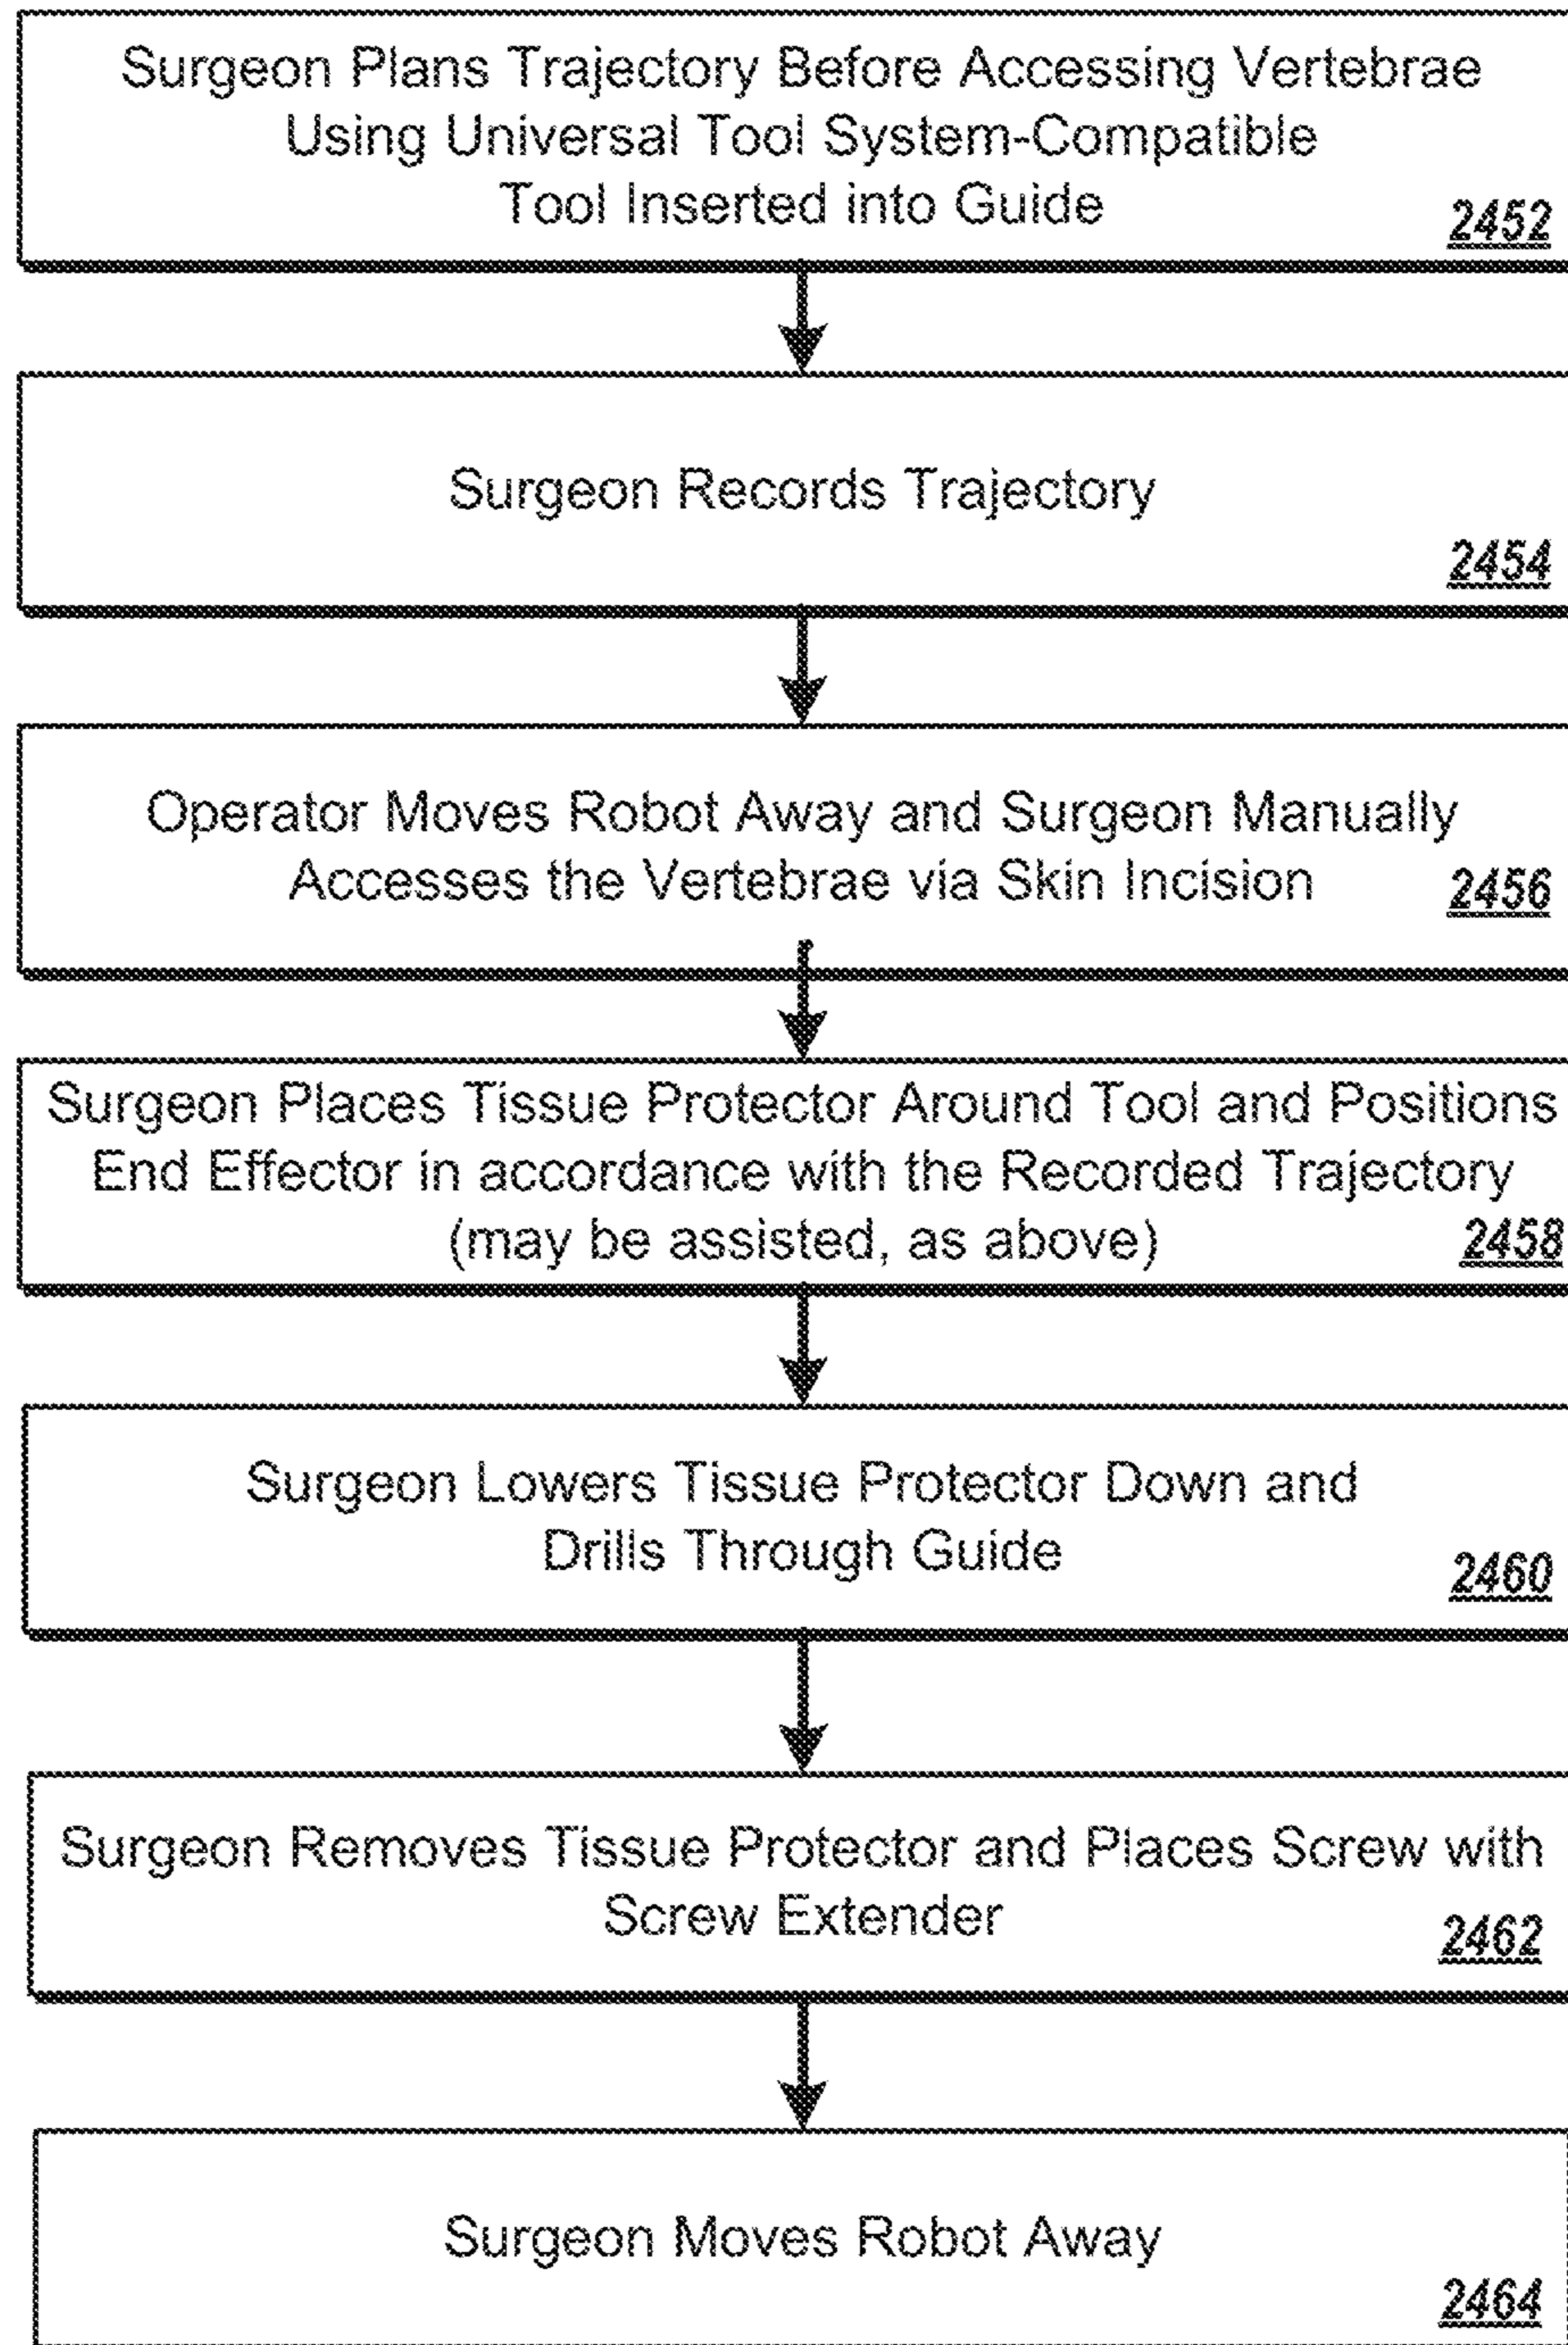 Surgeon Plans Trajectory Before Accessing Vertebrae
Using Universal Tool System-Compatible
Tool Inserted into Guide
2452
Surgeon Records Trajectory
2454
Operator Moves Robot Away and Surgeon Manually
Accesses the Vertebrae via Skin Incision
2456
Surgeon Places Tissue Protector Around Tool and Positions
End Effector in accordance with the Recorded Trajectory
(may be assisted, as above)
2458
Surgeon Lowers Tissue Protector Down and
Drills Through Guide
2460
Surgeon Removes Tissue Protector and Places Screw with
Screw Extender
2462
Surgeon Moves Robot Away
2464